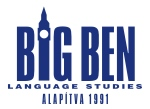 BIG BEN
LANGUAGE STUDIES
ALAPÍTVA 1991